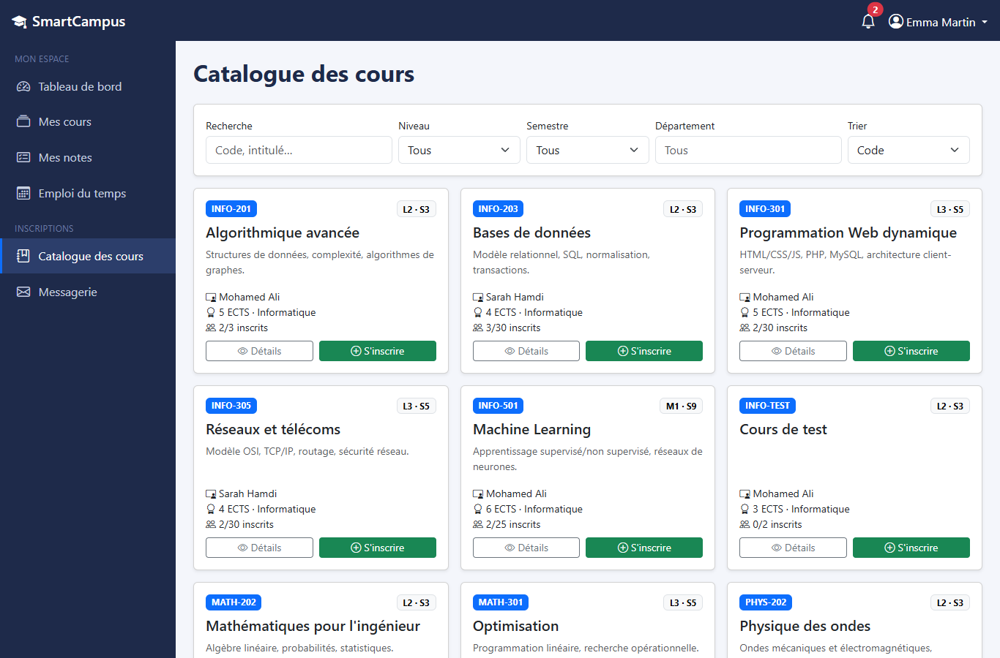 SmartCampus
2
Emma Martin
MON ESPACE
Tableau de bord
Mes cours
Mes notes
Emploi du temps
INSCRIPTIONS
Catalogue des cours
Messagerie
Catalogue des cours
Recherche
Niveau
Semestre
Département
Trier
Code, intitulé...
Tous
Tous
Tous
Code
INFO-201
L2 · S3
Algorithmique avancée
Structures de données, complexité, algorithmes de
graphes.
Mohamed Ali
5 ECTS · Informatique
2/3 inscrits
Détails
S'inscrire
INFO-203
L2 · S3
Bases de données
Modèle relationnel, SQL, normalisation,
transactions.
Sarah Hamdi
4 ECTS · Informatique
3/30 inscrits
Détails
S'inscrire
INFO-301
L3 · S5
Programmation Web dynamique
HTML/CSS/JS, PHP, MySQL, architecture client-
serveur.
Mohamed Ali
5 ECTS · Informatique
2/30 inscrits
Détails
S'inscrire
INFO-305
L3 · S5
Réseaux et télécoms
Modèle OSI, TCP/IP, routage, sécurité réseau.
Sarah Hamdi
4 ECTS · Informatique
2/30 inscrits
Détails
S'inscrire
INFO-501
M1 · S9
Machine Learning
Apprentissage supervisé/non supervisé, réseaux de
neurones.
Mohamed Ali
6 ECTS · Informatique
2/25 inscrits
Détails
S'inscrire
INFO-TEST
L2 · S3
Cours de test
Mohamed Ali
3 ECTS · Informatique
0/2 inscrits
Détails
S'inscrire
MATH-202
L2 · S3
Mathématiques pour l'ingénieur
Algèbre linéaire, probabilités, statistiques.
MATH-301
L3 · S5
Optimisation
Programmation linéaire, recherche opérationnelle.
PHYS-202
L2 · S3
Physique des ondes
Ondes mécaniques et électromagnétiques,